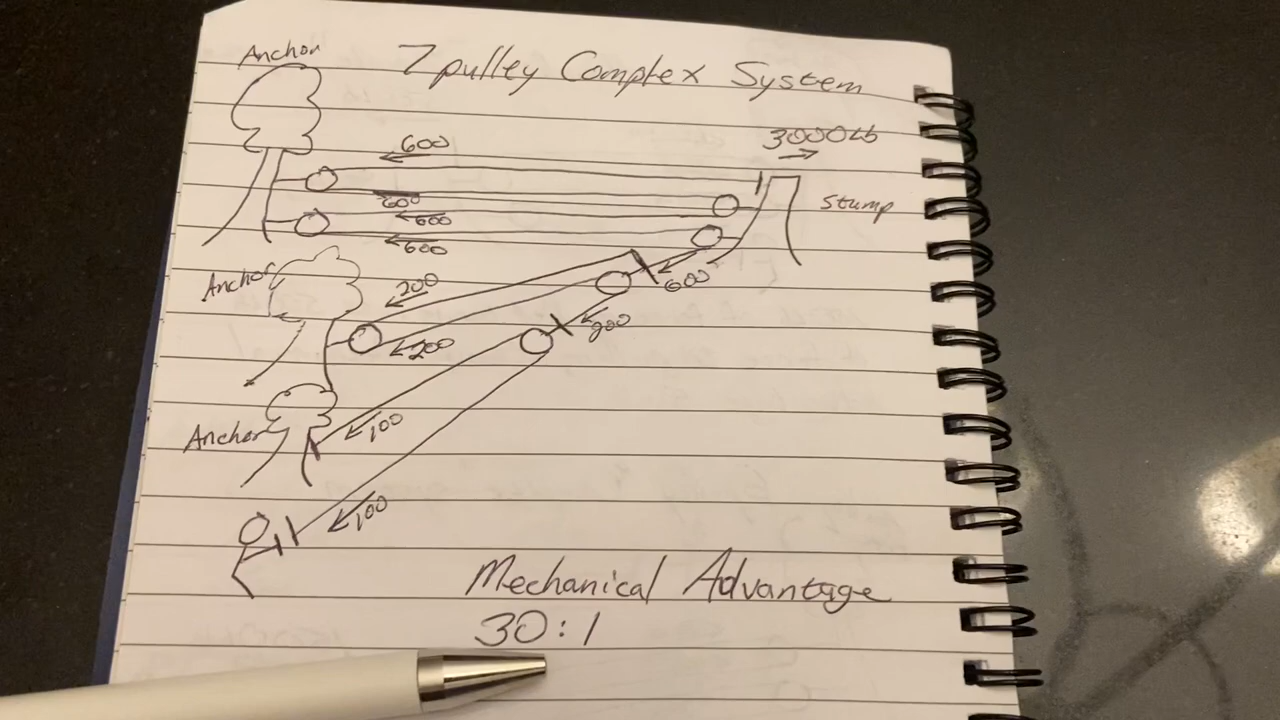 Anchor
7 pulley Complex System
3000Lb
600
600
600
600
Stump
Anchor
200
200
600
200
Anchor
100
100
Mechanical Advantage
30:1